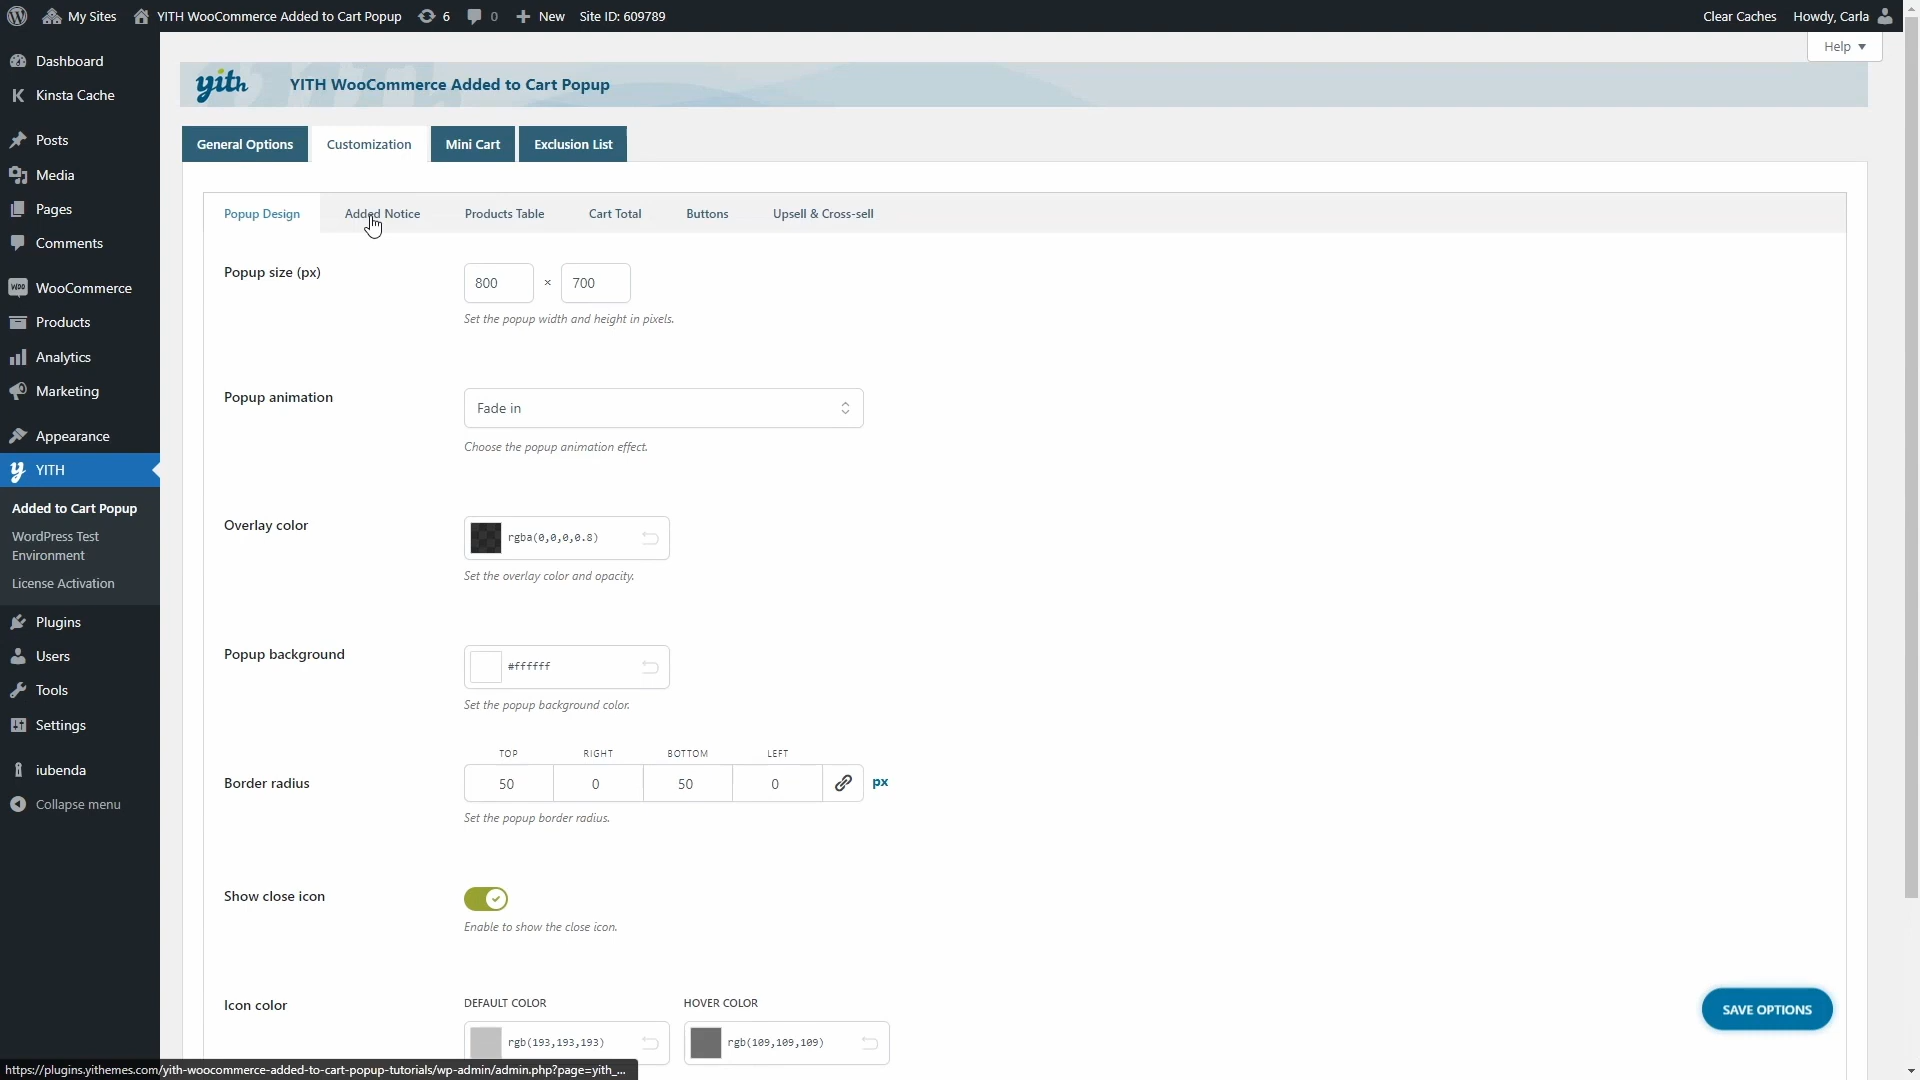 My Sites YITH WooCommerce Added to Cart Popup 6 0 New Site ID: 609789 Clear Caches Howdy, Carla
Help
Dashboard
Kinsta Cache
Posts
Media
Pages
Comments
WooCommerce
Products
Analytics
Marketing
Appearance
YITH
Added to Cart Popup
WordPress Test
Environment
License Activation
Plugins
Users
Tools
Settings
iubenda
Collapse menu
yith YITH WooCommerce Added to Cart Popup
General Options Customization Mini Cart Exclusion List
Popup Design Added Notice Products Table Cart Total Buttons Upsell & Cross-sell
Popup size (px) 800 × 700
Set the popup width and height in pixels.
Popup animation Fade in
Choose the popup animation effect.
Overlay color rgba(0,0,0,0.8)
Set the overlay color and opacity.
Popup background #ffffff
Set the popup background color.
TOP RIGHT BOTTOM LEFT
Border radius 50 0 50 0 px
Set the popup border radius.
Show close icon
Enable to show the close icon.
Icon color DEFAULT COLOR HOVER COLOR
rgb(193,193,193) rgb(109,109,109)
SAVE OPTIONS
https://plugins.yithemes.com/yith-woocommerce-added-to-cart-popup-tutorials/wp-admin/admin.php?page=yith_...